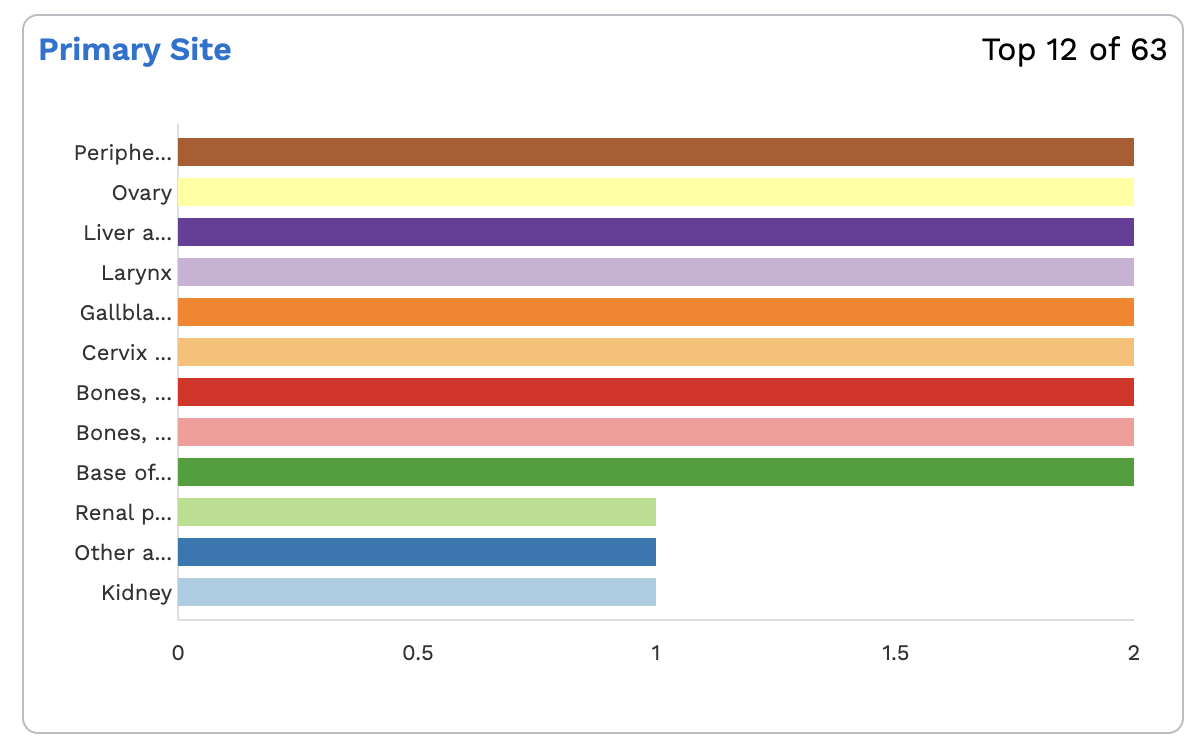 Primary Site
Top 12 of 63
Periphe...
Ovary
Liver a...
Larynx
Gallbla...
Cervix ...
Bones, ...
Bones, ...
Base of...
Renal p...
Other a...
Kidney
0 0.5 1 1.5 2